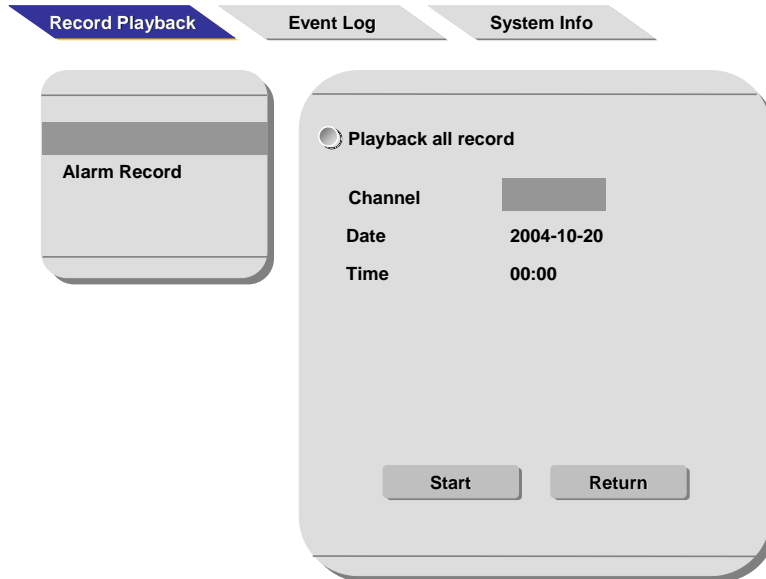 Record Playback
Event Log
System Info
Alarm Record
Playback all record
Channel
Date 2004-10-20
Time 00:00
Start Return